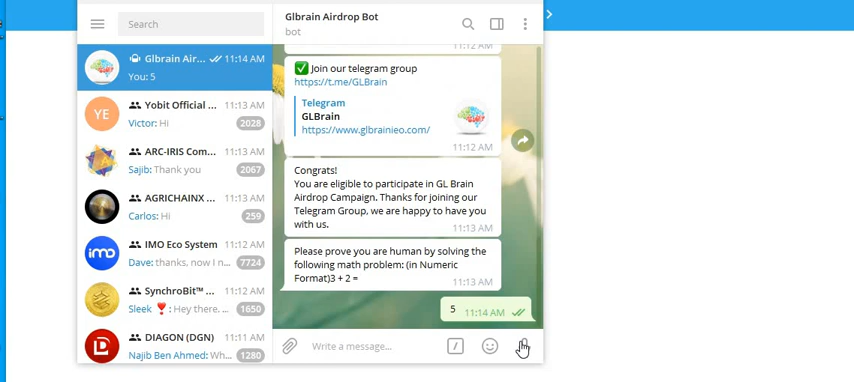 Search
Glbrain Airdrop Bot
bot
Glbrain Air... 11:14 AM
You: 5
YE
Yobit Official ... 11:13 AM
Victor: Hi 2028
ARC-IRIS Com... 11:13 AM
Sajib: Thank you 2067
AGRICHAINX ... 11:13 AM
Carlos: Hi 259
imo
IMO Eco System 11:12 AM
Dave: thanks, now I n... 7724
SynchroBit™ ... 11:12 AM
Sleek ❣️: Hey there, ... 1650
DIAGON (DGN) 11:11 AM
Najib Ben Ahmed: Wh... 1280
11:12 AM
✅ Join our telegram group
https://t.me/GLBrain
Telegram
GLBrain
https://www.glbrainieo.com/
11:12 AM
Congrats!
You are eligible to participate in GL Brain
Airdrop Campaign. Thanks for joining our
Telegram Group, we are happy to have you
with us.
11:13 AM
Please prove you are human by solving the
following math problem: (in Numeric
Format)3 + 2 =
11:13 AM
5 11:14 AM
Write a message...